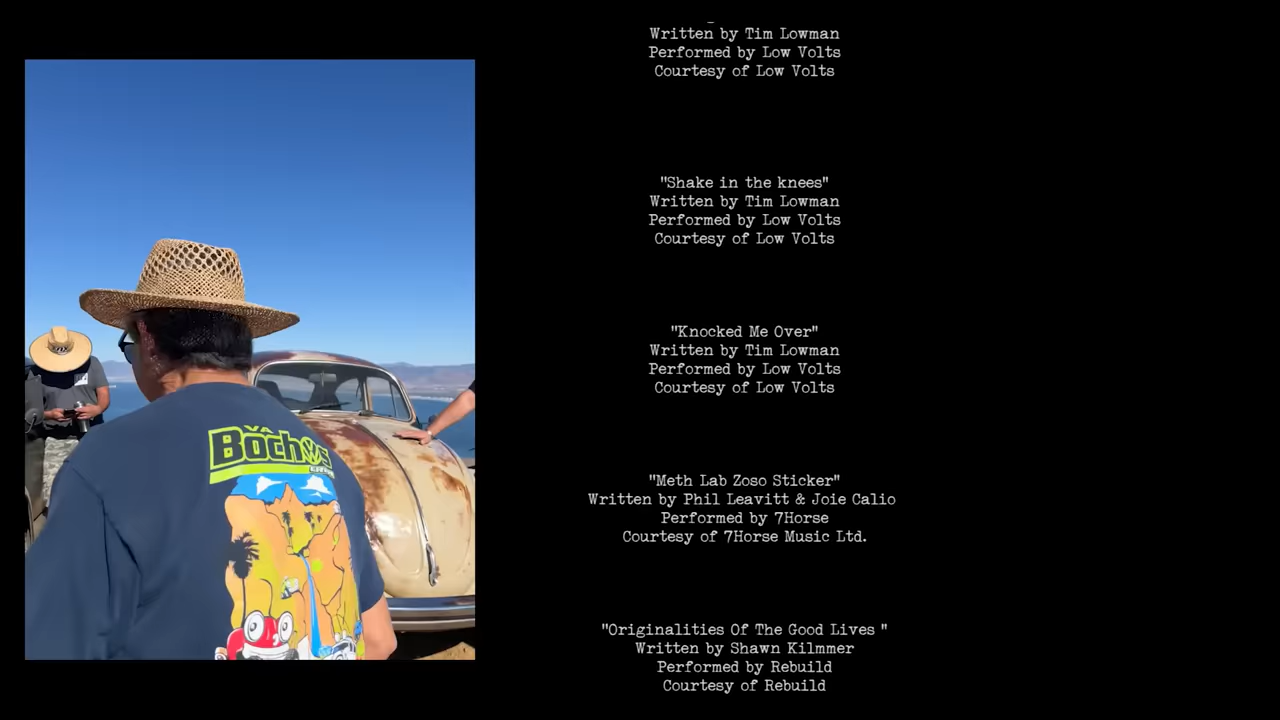 Written by Tim Lowman
Performed by Low Volts
Courtesy of Low Volts
"Shake in the knees"
Written by Tim Lowman
Performed by Low Volts
Courtesy of Low Volts
"Knocked Me Over"
Written by Tim Lowman
Performed by Low Volts
Courtesy of Low Volts
"Meth Lab Zoso Sticker"
Written by Phil Leavitt & Joie Calio
Performed by 7Horse
Courtesy of 7Horse Music Ltd.
"Originalities Of The Good Lives "
Written by Shawn Kilmmer
Performed by Rebuild
Courtesy of Rebuild
Bochos